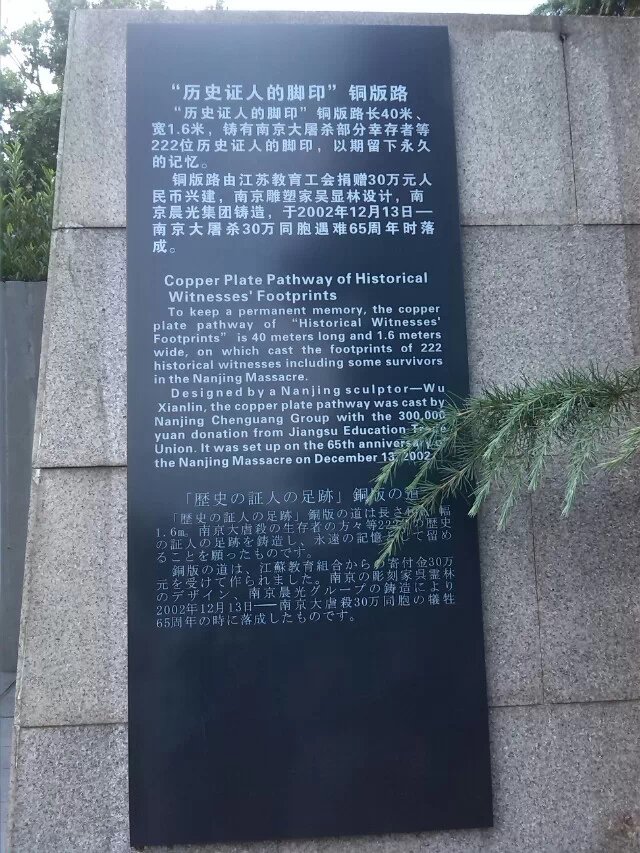 “历史证人的脚印”铜版路
“历史证人的脚印”铜版路长40米、
宽1.6米，铸有南京大屠杀部分幸存者等
222位历史证人的脚印，以期留下永久
的记忆。
铜版路由江苏教育工会捐赠30万元人
民币兴建，南京雕塑家吴显林设计，南
京晨光集团铸造，于2002年12月13日—
南京大屠杀30万同胞遇难65周年时落
成。
Copper Plate Pathway of Historical
Witnesses' Footprints
To keep a permanent memory, the copper
plate pathway of “Historical Witnesses'
Footprints” is 40 meters long and 1.6 meters
wide, on which cast the footprints of 222
historical witnesses including some survivors
in the Nanjing Massacre.
Designed by a Nanjing sculptor—Wu
Xianlin, the copper plate pathway was cast by
Nanjing Chenguang Group with the 300,000
yuan donation from Jiangsu Education Trade
Union. It was set up on the 65th anniversary
the Nanjing Massacre on December 13, 2002
「歴史の証人の足跡」銅版の道
「歴史の証人の足跡」銅版の道は長さ 幅
1.6m。南京大虐殺の生存者の方々等222 の歴史
の証人の足跡を鋳造し、永遠の記憶として留め
ることを願ったものです。
銅版の道は、江蘇教育組合からの寄付金30万
元を受けて作られました。南京の彫刻家呉霊林
のデザイン、南京晨光グループの鋳造により
2002年12月13日——南京大虐殺30万同胞の犠牲
65周年の時に落成したものです。